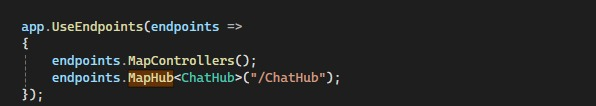 app.UseEndpoints(endpoints =>
{
    endpoints.MapControllers();
    endpoints.MapHub<ChatHub>("/ChatHub");
});